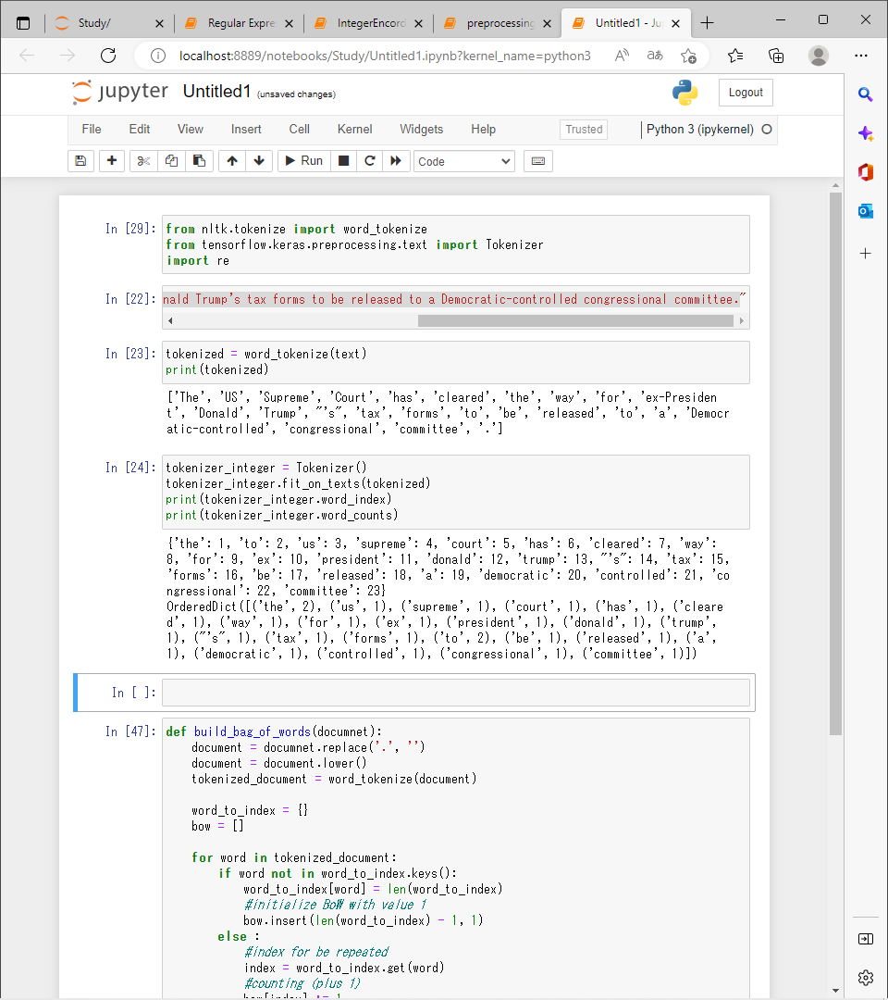 Study/
Regular Expre
IntegerEncord
preprocessing
Untitled1 - Ju
localhost:8889/notebooks/Study/Untitled1.ipynb?kernel_name=python3
jupyter Untitled1 (unsaved changes)
Logout
File Edit View Insert Cell Kernel Widgets Help
Trusted
Python 3 (ipykernel)
Run
Code
In [29]:
from nltk.tokenize import word_tokenize
from tensorflow.keras.preprocessing.text import Tokenizer
import re
In [22]:
nald Trump's tax forms to be released to a Democratic-controlled congressional committee."
In [23]:
tokenized = word_tokenize(text)
print(tokenized)
['The', 'US', 'Supreme', 'Court', 'has', 'cleared', 'the', 'way', 'for', 'ex-Presiden
t', 'Donald', 'Trump', "'s", 'tax', 'forms', 'to', 'be', 'released', 'to', 'a', 'Democr
atic-controlled', 'congressional', 'committee', '.']
In [24]:
tokenizer_integer = Tokenizer()
tokenizer_integer.fit_on_texts(tokenized)
print(tokenizer_integer.word_index)
print(tokenizer_integer.word_counts)
{'the': 1, 'to': 2, 'us': 3, 'supreme': 4, 'court': 5, 'has': 6, 'cleared': 7, 'way':
8, 'for': 9, 'ex': 10, 'president': 11, 'donald': 12, 'trump': 13, "'s": 14, 'tax': 15,
'forms': 16, 'be': 17, 'released': 18, 'a': 19, 'democratic': 20, 'controlled': 21, 'co
ngressional': 22, 'committee': 23}
OrderedDict([('the', 2), ('us', 1), ('supreme', 1), ('court', 1), ('has', 1), ('cleare
d', 1), ('way', 1), ('for', 1), ('ex', 1), ('president', 1), ('donald', 1), ('trump',
1), ("'s", 1), ('tax', 1), ('forms', 1), ('to', 2), ('be', 1), ('released', 1), ('a',
1), ('democratic', 1), ('controlled', 1), ('congressional', 1), ('committee', 1)])
In [ ]:
In [47]:
def build_bag_of_words(documnet):
document = documnet.replace('.', '')
document = document.lower()
tokenized_document = word_tokenize(document)
word_to_index = {}
bow = []
for word in tokenized_document:
if word not in word_to_index.keys():
word_to_index[word] = len(word_to_index)
#initialize BoW with value 1
bow.insert(len(word_to_index) - 1, 1)
else :
#index for be repeated
index = word_to_index.get(word)
#counting (plus 1)